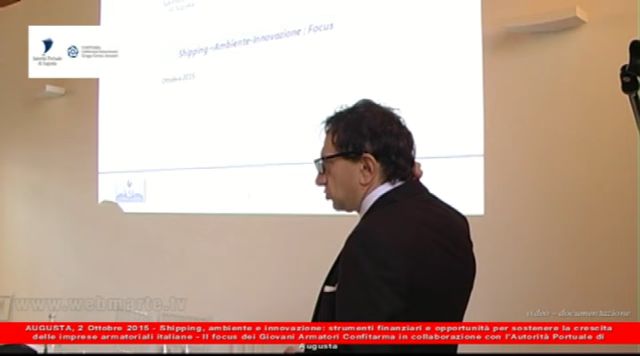 Shipping -Ambiente-Innovazione : Focus
Ottobre 2015
www.webmarte.tv
video - documentazione
AUGUSTA, 2 Ottobre 2015 - Shipping, ambiente e innovazione: strumenti finanziari e opportunità per sostenere la crescita
delle imprese armatoriali italiane - Il focus dei Giovani Armatori Confitarma in collaborazione con l'Autorità Portuale di
Augusta